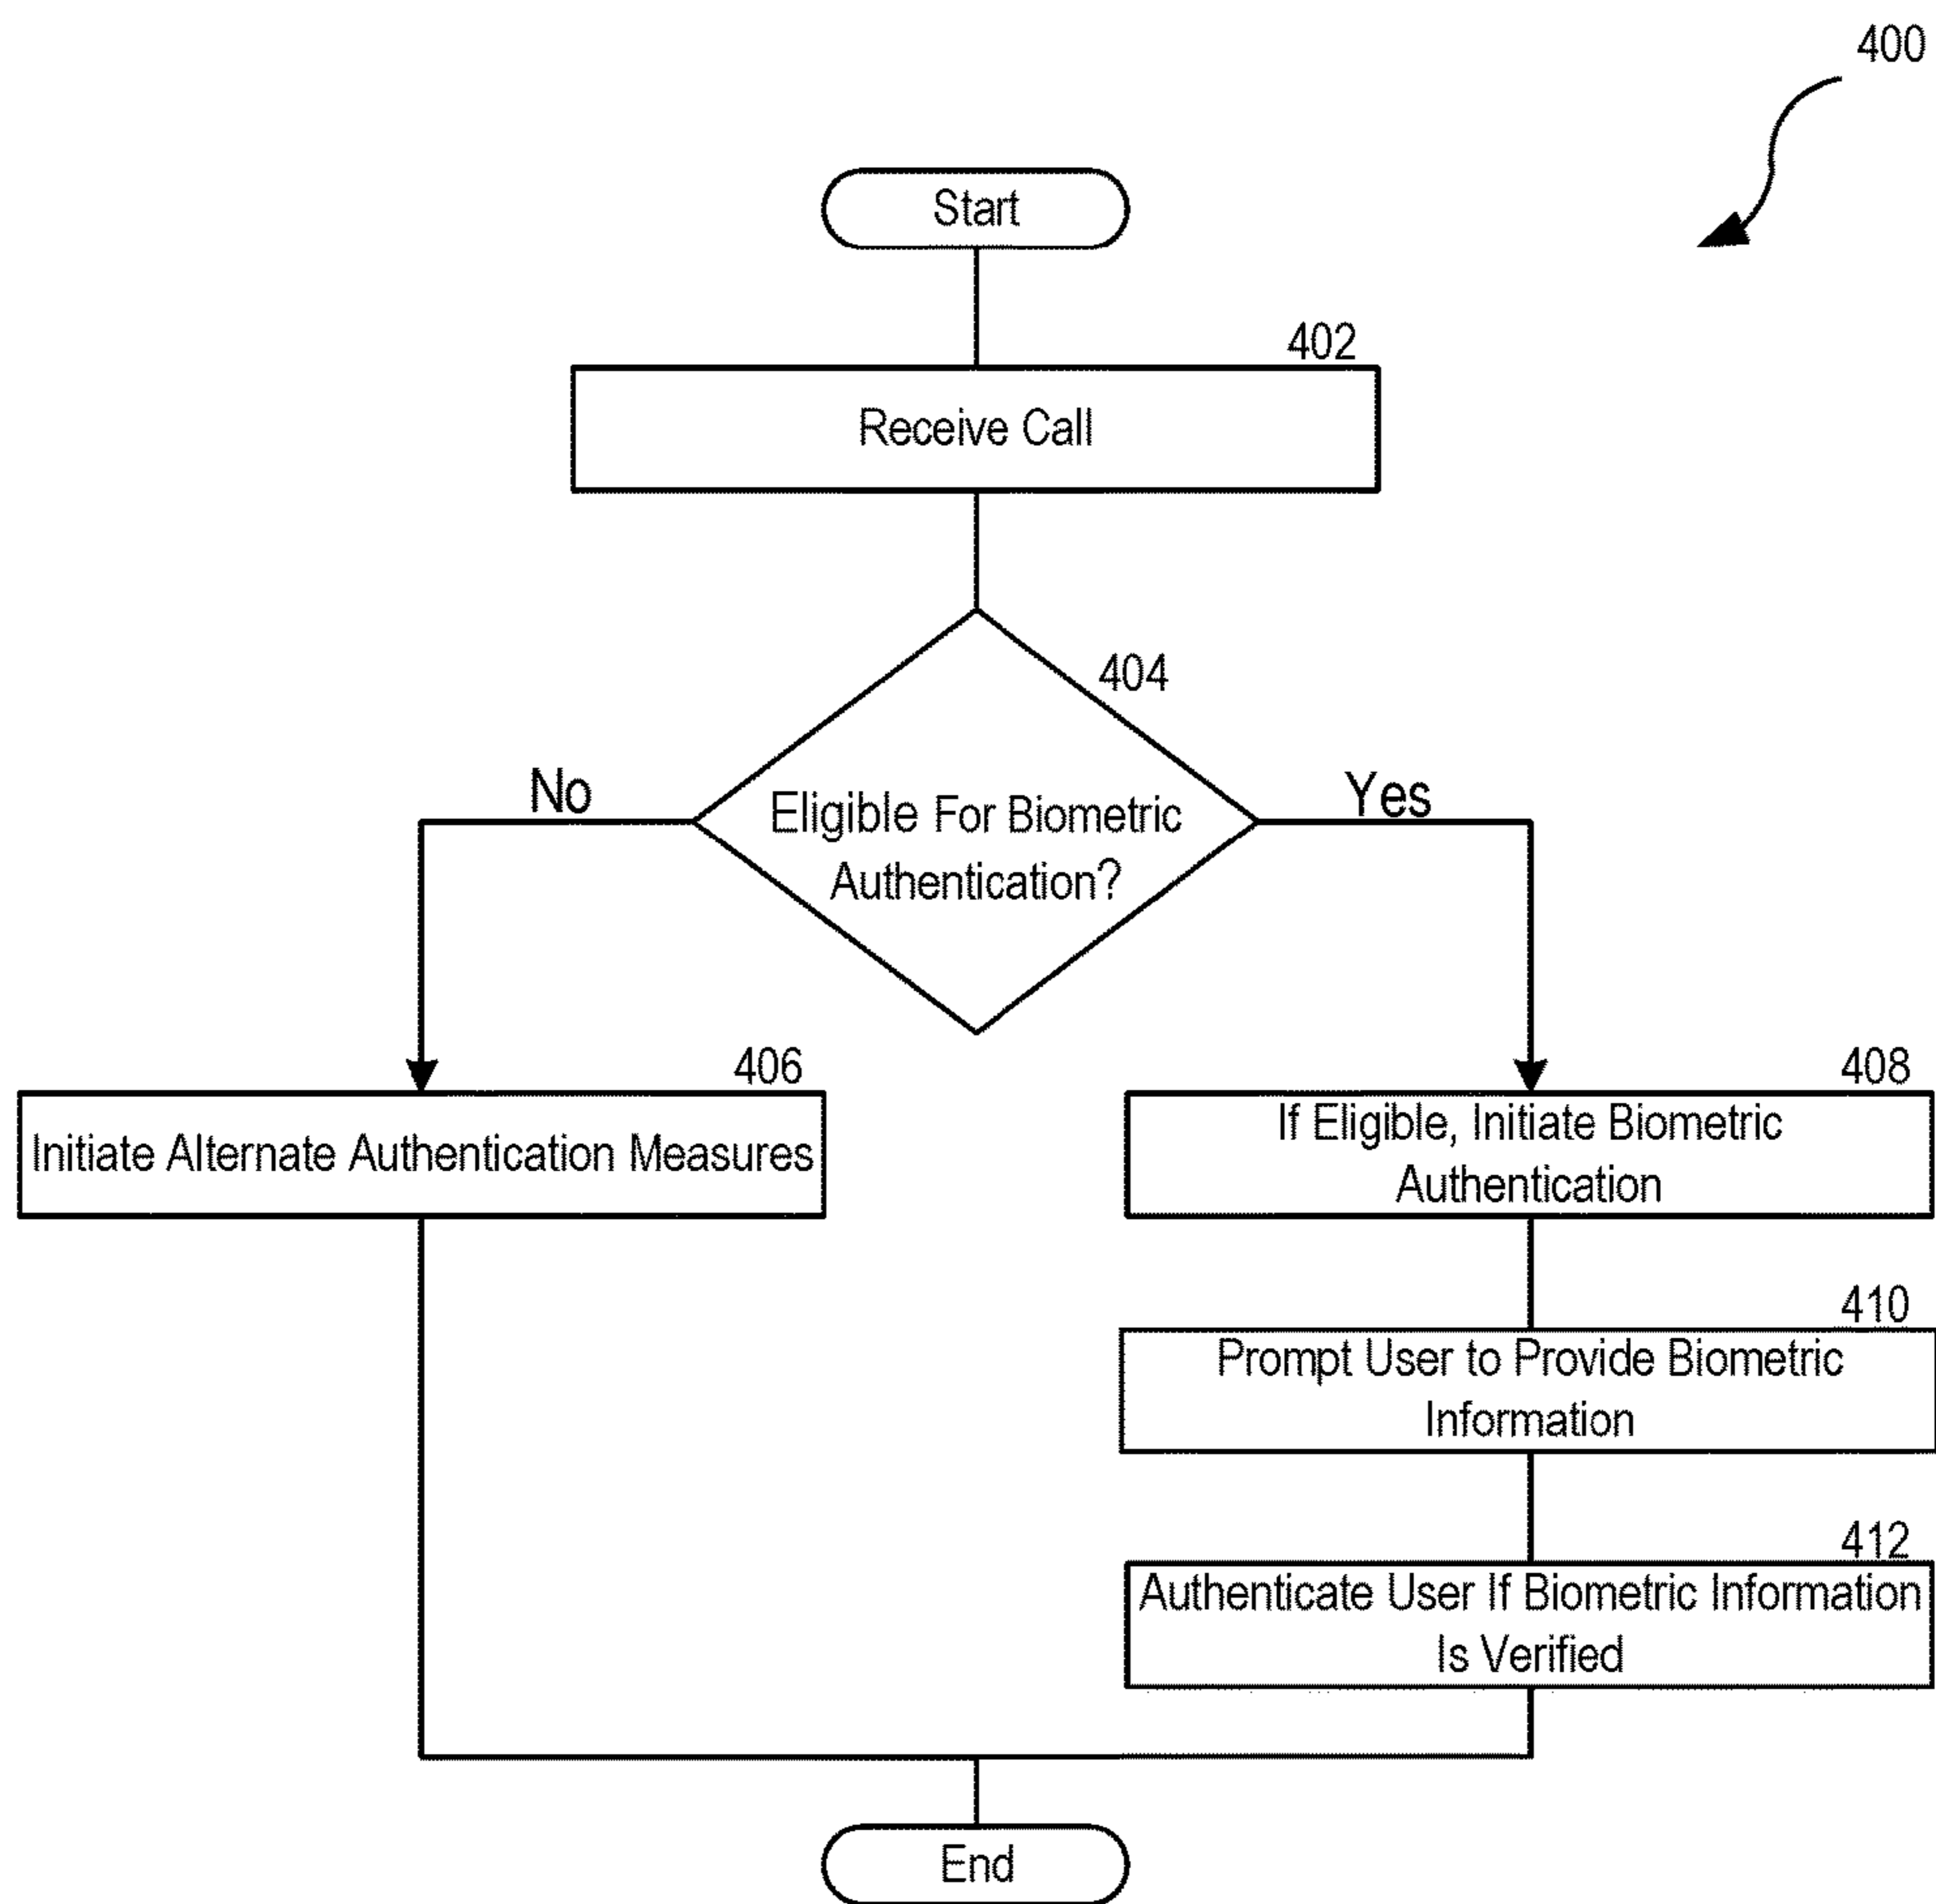 400
Start
402
Receive Call
404
No
Yes
Eligible For Biometric
Authentication?
406
Initiate Alternate Authentication Measures
408
If Eligible, Initiate Biometric
Authentication
410
Prompt User to Provide Biometric
Information
412
Authenticate User If Biometric Information
Is Verified
End